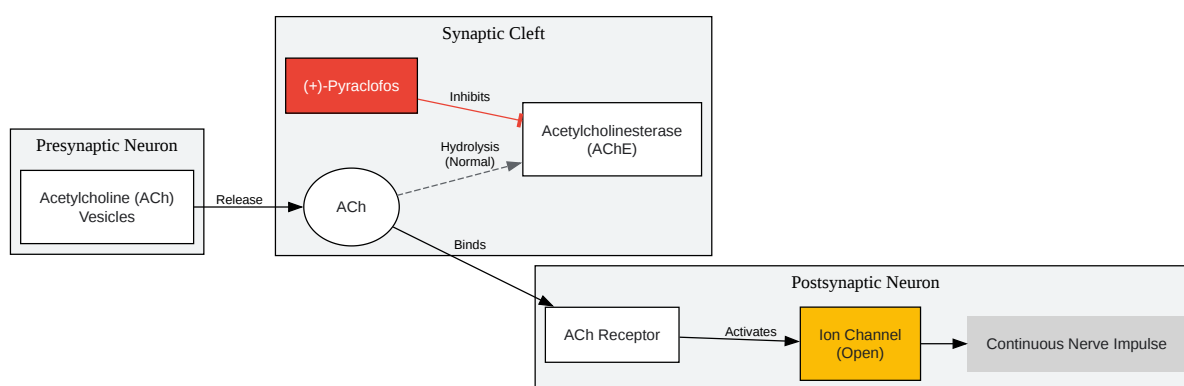 Synaptic Cleft
(+)-Pyraclofos
Inhibits
Acetylcholinesterase
(AChE)
Hydrolysis
(Normal)
Presynaptic Neuron
Acetylcholine (ACh)
Vesicles
Release
ACh
Binds
Postsynaptic Neuron
ACh Receptor
Activates
Ion Channel
(Open)
Continuous Nerve Impulse